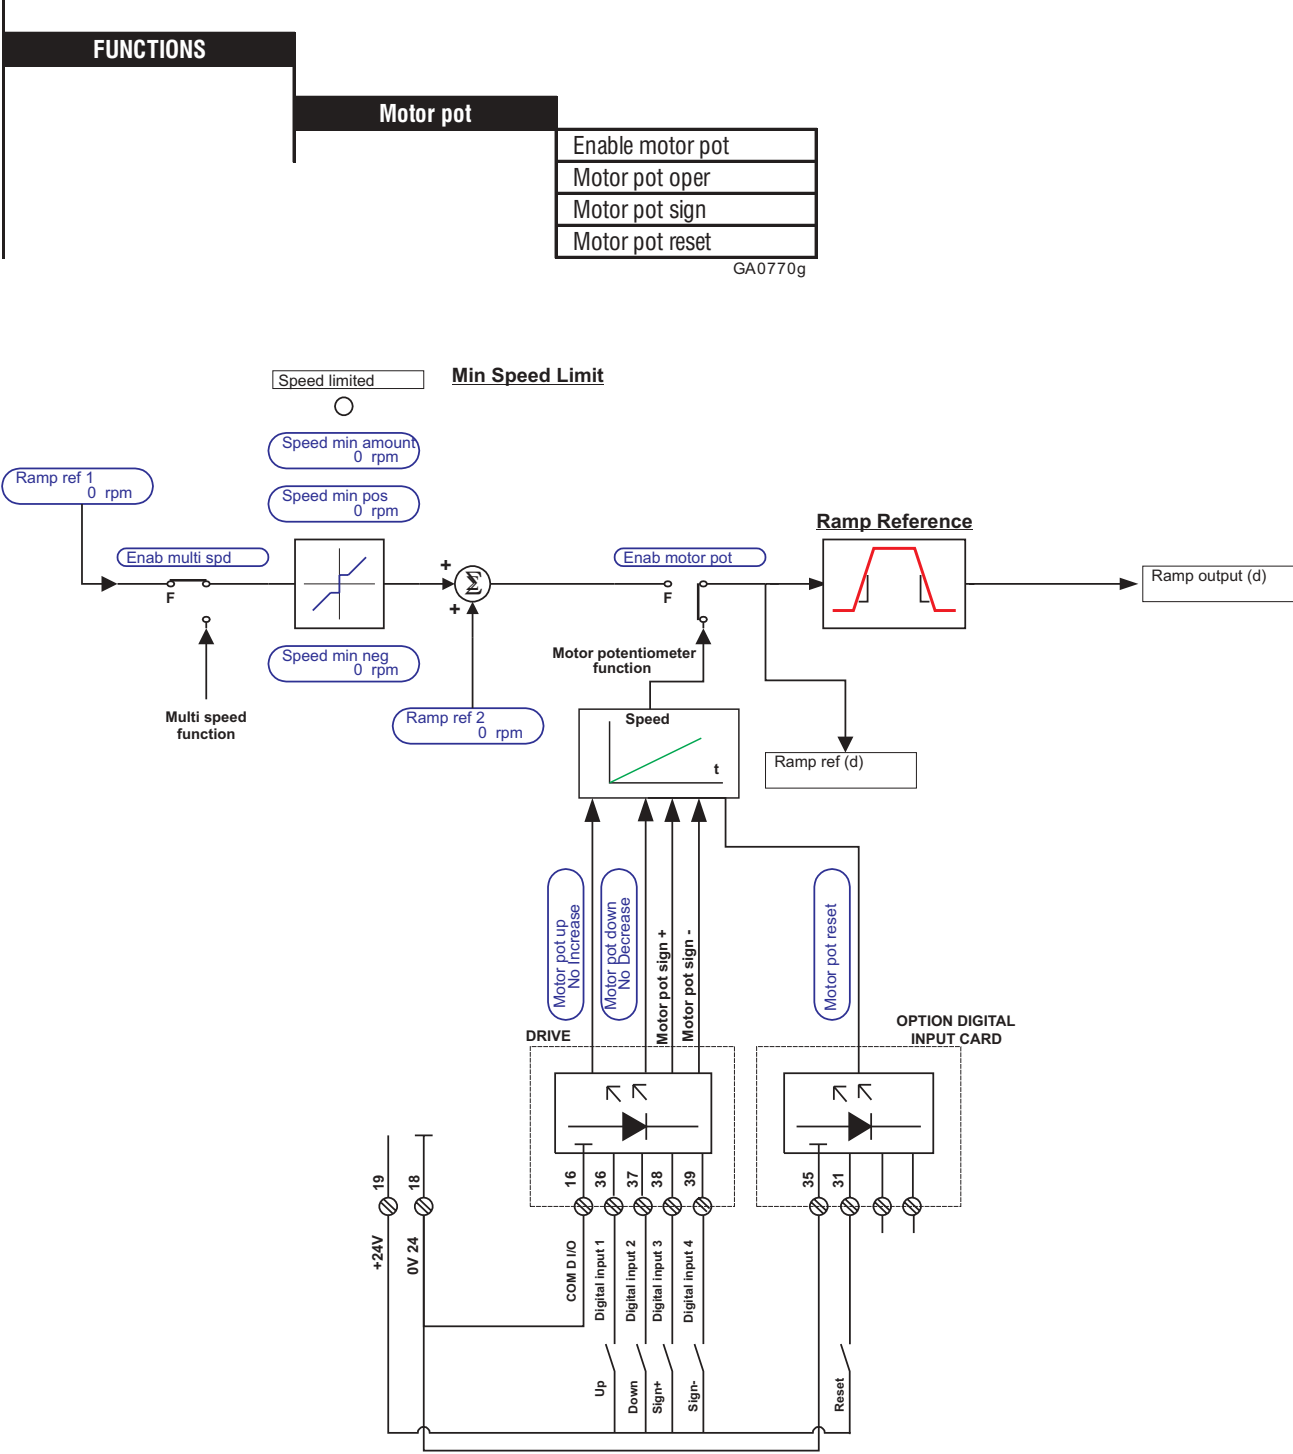 FUNCTIONS
Motor pot
Enable motor pot
Motor pot oper
Motor pot sign
Motor pot reset
GA0770g
Speed limited
Min Speed Limit
Speed min amount
0 rpm
Ramp ref 1
0 rpm
Speed min pos
0 rpm
Ramp Reference
Enab multi spd
Enab motor pot
F
+
+
Σ
F
Ramp output (d)
Speed min neg
0 rpm
Motor potentiometer
function
Multi speed
function
Ramp ref 2
0 rpm
Speed
t
Ramp ref (d)
Motor pot up
No Increase
Motor pot down
No Decrease
Motor pot sign +
Motor pot sign -
Motor pot reset
DRIVE
OPTION DIGITAL
INPUT CARD
19
18
16
36
37
38
39
35
31
+24V
0V 24
COM D I/O
Digital input 1
Digital input 2
Digital input 3
Digital input 4
Up
Down
Sign+
Sign-
Reset